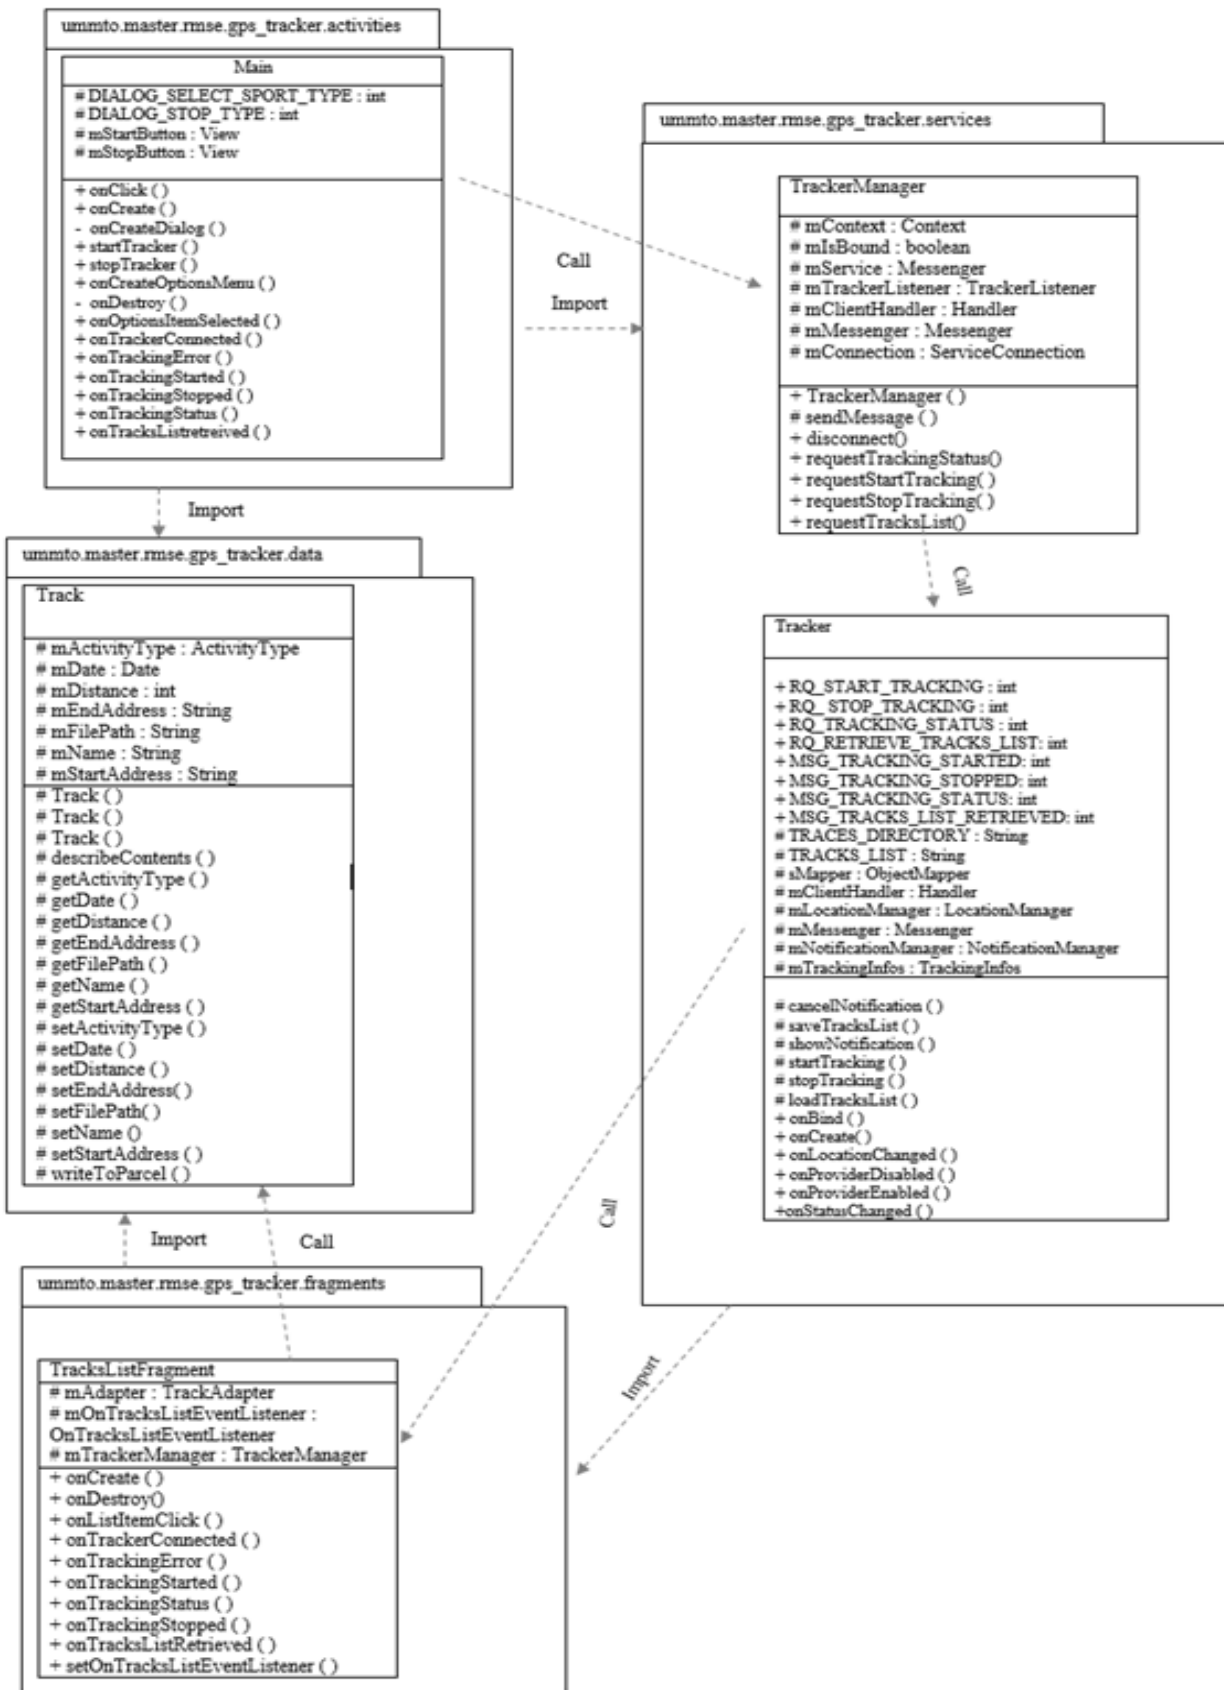 ummto.master.rmse.gps_tracker.activities
Main
# DIALOG_SELECT_SPORT_TYPE : int
# DIALOG_STOP_TYPE : int
# mStartButton : View
# mStopButton : View
+ onClick ( )
+ onCreate ( )
- onCreateDialog ( )
+ startTracker ( )
+ stopTracker ( )
+ onCreateOptionsMenu ( )
- onDestroy ( )
+ onOptionsItemSelected ( )
+ onTrackerConnected ( )
+ onTrackingError ( )
+ onTrackingStarted ( )
+ onTrackingStopped ( )
+ onTrackingStatus ( )
+ onTracksListretreived ( )
Call
Import
Import
ummto.master.rmse.gps_tracker.services
TrackerManager
# mContext : Context
# mIsBound : boolean
# mService : Messenger
# mTrackerListener : TrackerListener
# mClientHandler : Handler
# mMessenger : Messenger
# mConnection : ServiceConnection
+ TrackerManager ( )
# sendMessage ( )
+ disconnect()
+ requestTrackingStatus()
+ requestStartTracking( )
+ requestStopTracking( )
+ requestTracksList()
Call
Tracker
+ RQ_START_TRACKING : int
+ RQ_ STOP_TRACKING : int
+ RQ_TRACKING_STATUS : int
+ RQ_RETRIEVE_TRACKS_LIST: int
+ MSG_TRACKING_STARTED: int
+ MSG_TRACKING_STOPPED: int
+ MSG_TRACKING_STATUS: int
+ MSG_TRACKS_LIST_RETRIEVED: int
# TRACES_DIRECTORY : String
# TRACKS_LIST : String
# sMapper : ObjectMapper
# mClientHandler : Handler
# mLocationManager : LocationManager
# mMessenger : Messenger
# mNotificationManager : NotificationManager
# mTrackingInfos : TrackingInfos
# cancelNotification ( )
# saveTracksList ( )
# showNotification ( )
# startTracking ( )
# stopTracking ( )
# loadTracksList ( )
+ onBind ( )
+ onCreate( )
+ onLocationChanged ( )
+ onProviderDisabled ( )
+ onProviderEnabled ( )
+onStatusChanged ( )
ummto.master.rmse.gps_tracker.data
Track
# mActivityType : ActivityType
# mDate : Date
# mDistance : int
# mEndAddress : String
# mFilePath : String
# mName : String
# mStartAddress : String
# Track ( )
# Track ( )
# Track ( )
# describeContents ( )
# getActivityType ( )
# getDate ( )
# getDistance ( )
# getEndAddress ( )
# getFilePath ( )
# getName ( )
# getStartAddress ( )
# setActivityType ( )
# setDate ( )
# setDistance ( )
# setEndAddress( )
# setFilePath( )
# setName ()
# setStartAddress ( )
# writeToParcel ( )
Import
Call
Call
Import
ummto.master.rmse.gps_tracker.fragments
TracksListFragment
# mAdapter : TrackAdapter
# mOnTracksListEventListener :
OnTracksListEventListener
# mTrackerManager : TrackerManager
+ onCreate ( )
+ onDestroy()
+ onListItemClick ( )
+ onTrackerConnected ( )
+ onTrackingError ( )
+ onTrackingStarted ( )
+ onTrackingStatus ( )
+ onTrackingStopped ( )
+ onTracksListRetrieved ( )
+ setOnTracksListEventListener ( )